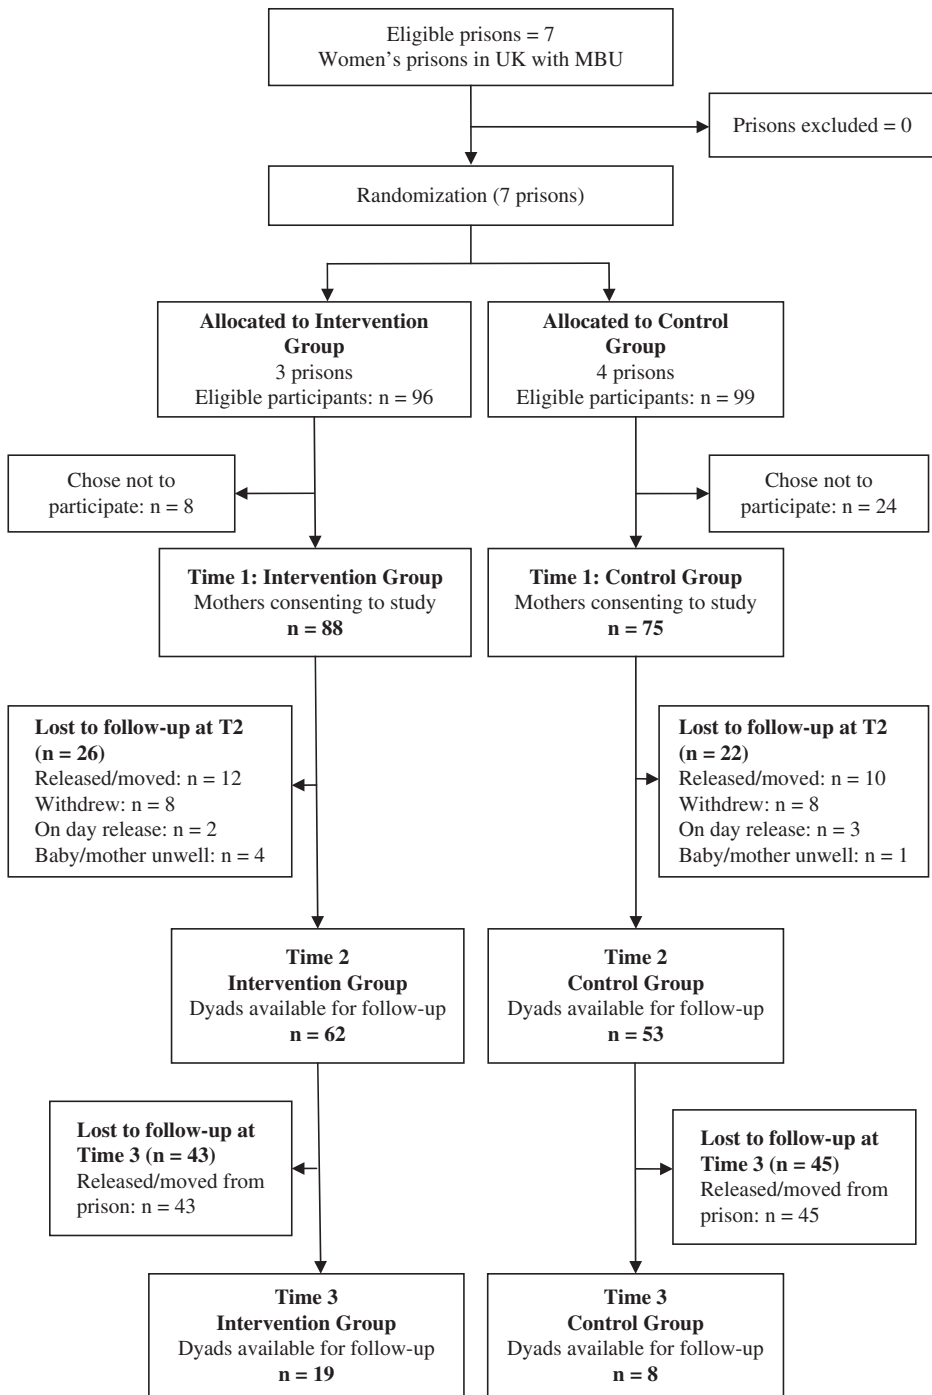 Eligible prisons = 7
Women's prisons in UK with MBU
Prisons excluded = 0
Randomization (7 prisons)
Allocated to Intervention
Group
3 prisons
Eligible participants: n = 96
Allocated to Control
Group
4 prisons
Eligible participants: n = 99
Chose not to
participate: n = 8
Chose not to
participate: n = 24
Time 1: Intervention Group
Mothers consenting to study
n = 88
Time 1: Control Group
Mothers consenting to study
n = 75
Lost to follow-up at T2
(n = 26)
Released/moved: n = 12
Withdrew: n = 8
On day release: n = 2
Baby/mother unwell: n = 4
Lost to follow-up at T2
(n = 22)
Released/moved: n = 10
Withdrew: n = 8
On day release: n = 3
Baby/mother unwell: n = 1
Time 2
Intervention Group
Dyads available for follow-up
n = 62
Time 2
Control Group
Dyads available for follow-up
n = 53
Lost to follow-up at
Time 3 (n = 43)
Released/moved from
prison: n = 43
Lost to follow-up at
Time 3 (n = 45)
Released/moved from
prison: n = 45
Time 3
Intervention Group
Dyads available for follow-up
n = 19
Time 3
Control Group
Dyads available for follow-up
n = 8